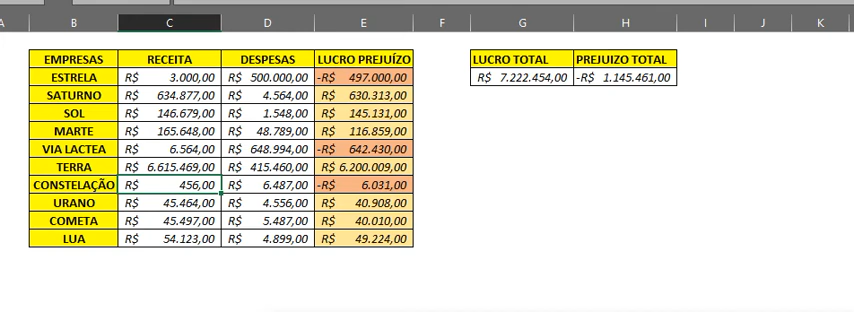 A B C D E F G H I J K
EMPRESAS RECEITA DESPESAS LUCRO PREJUÍZO LUCRO TOTAL PREJUIZO TOTAL
ESTRELA R$ 3.000,00 R$ 500.000,00 -R$ 497.000,00 R$ 7.222.454,00 -R$ 1.145.461,00
SATURNO R$ 634.877,00 R$ 4.564,00 R$ 630.313,00
SOL R$ 146.679,00 R$ 1.548,00 R$ 145.131,00
MARTE R$ 165.648,00 R$ 48.789,00 R$ 116.859,00
VIA LACTEA R$ 6.564,00 R$ 648.994,00 -R$ 642.430,00
TERRA R$ 6.615.469,00 R$ 415.460,00 R$ 6.200.009,00
CONSTELAÇÃO R$ 456,00 R$ 6.487,00 -R$ 6.031,00
URANO R$ 45.464,00 R$ 4.556,00 R$ 40.908,00
COMETA R$ 45.497,00 R$ 5.487,00 R$ 40.010,00
LUA R$ 54.123,00 R$ 4.899,00 R$ 49.224,00